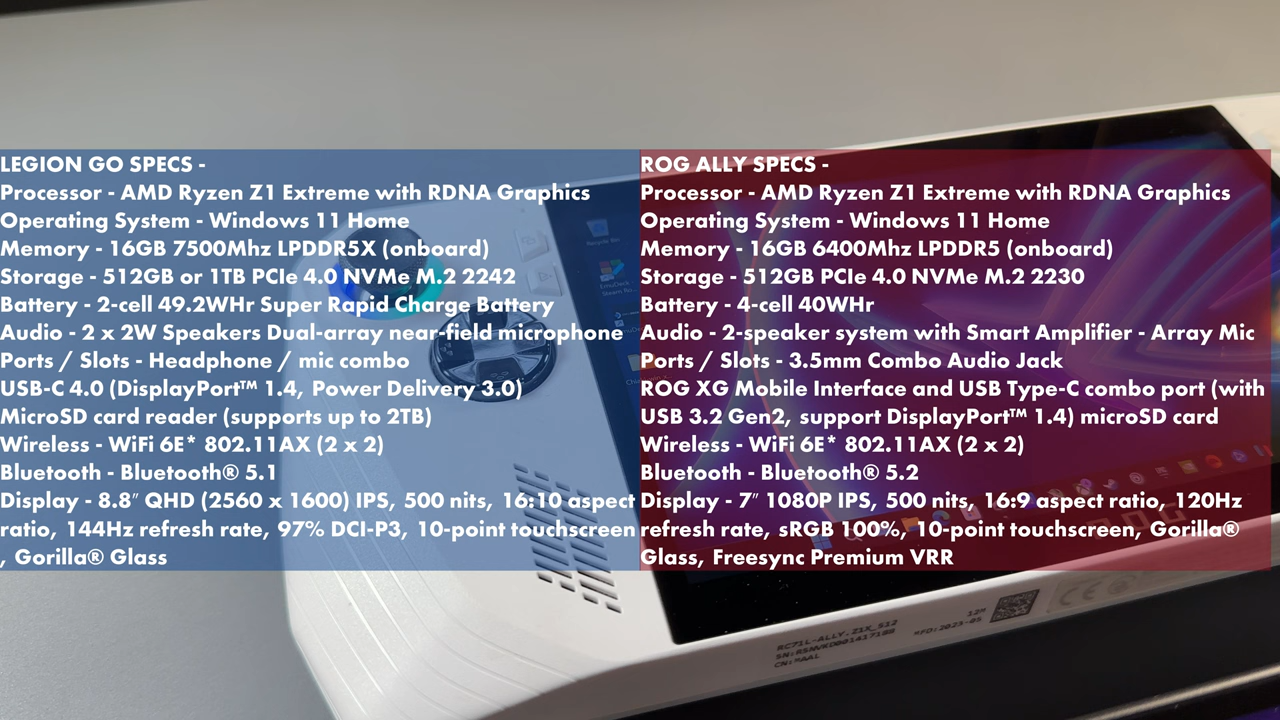 LEGION GO SPECS -
Processor - AMD Ryzen Z1 Extreme with RDNA Graphics
Operating System - Windows 11 Home
Memory - 16GB 7500Mhz LPDDR5X (onboard)
Storage - 512GB or 1TB PCIe 4.0 NVMe M.2 2242
Battery - 2-cell 49.2WHr Super Rapid Charge Battery
Audio - 2 x 2W Speakers Dual-array near-field microphone
Ports / Slots - Headphone / mic combo
USB-C 4.0 (DisplayPort™ 1.4, Power Delivery 3.0)
MicroSD card reader (supports up to 2TB)
Wireless - WiFi 6E* 802.11AX (2 x 2)
Bluetooth - Bluetooth® 5.1
Display - 8.8″ QHD (2560 x 1600) IPS, 500 nits, 16:10 aspect
ratio, 144Hz refresh rate, 97% DCI-P3, 10-point touchscreen
, Gorilla® Glass
ROG ALLY SPECS -
Processor - AMD Ryzen Z1 Extreme with RDNA Graphics
Operating System - Windows 11 Home
Memory - 16GB 6400Mhz LPDDR5 (onboard)
Storage - 512GB PCIe 4.0 NVMe M.2 2230
Battery - 4-cell 40WHr
Audio - 2-speaker system with Smart Amplifier - Array Mic
Ports / Slots - 3.5mm Combo Audio Jack
ROG XG Mobile Interface and USB Type-C combo port (with
USB 3.2 Gen2, support DisplayPort™ 1.4) microSD card
Wireless - WiFi 6E* 802.11AX (2 x 2)
Bluetooth - Bluetooth® 5.2
Display - 7″ 1080P IPS, 500 nits, 16:9 aspect ratio, 120Hz
refresh rate, sRGB 100%, 10-point touchscreen, Gorilla®
Glass, Freesync Premium VRR
Recycle Bin
RC71L-ALLY.Z1X_512
12M
MFD:2023-05